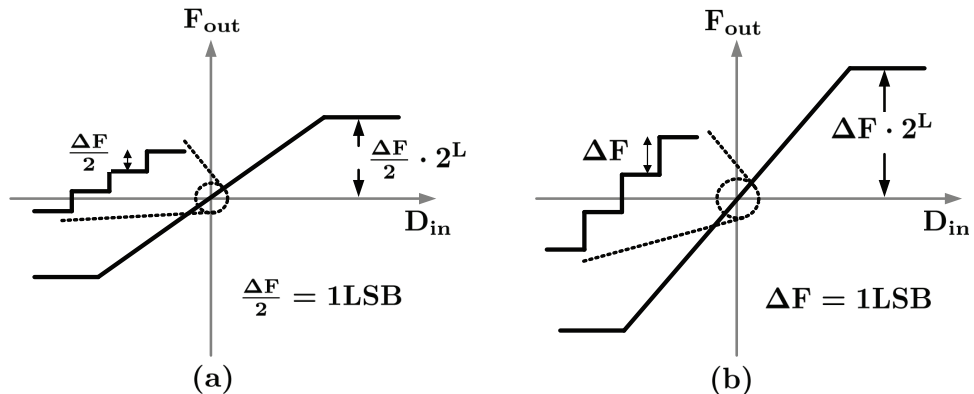 F_out
ΔF/2
ΔF/2 · 2^L
D_in
ΔF/2 = 1LSB
(a)
F_out
ΔF
ΔF · 2^L
D_in
ΔF = 1LSB
(b)